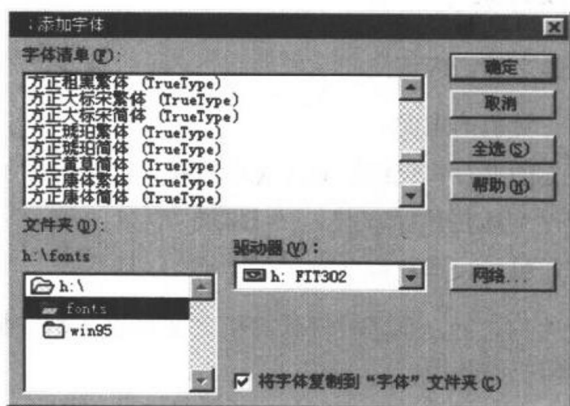 添加字体
字体清单(F):
方正粗黑繁体 (TrueType)
方正大标宋繁体 (TrueType)
方正大标宋简体 (TrueType)
方正琥珀繁体 (TrueType)
方正琥珀简体 (TrueType)
方正黄草简体 (TrueType)
方正康体繁体 (TrueType)
方正康体简体 (TrueType)
确定
取消
全选(S)
帮助(H)
文件夹(D):
h:\fonts
h:\
fonts
win95
驱动器(V):
h: FIT302
网络...
将字体复制到“字体”文件夹(C)